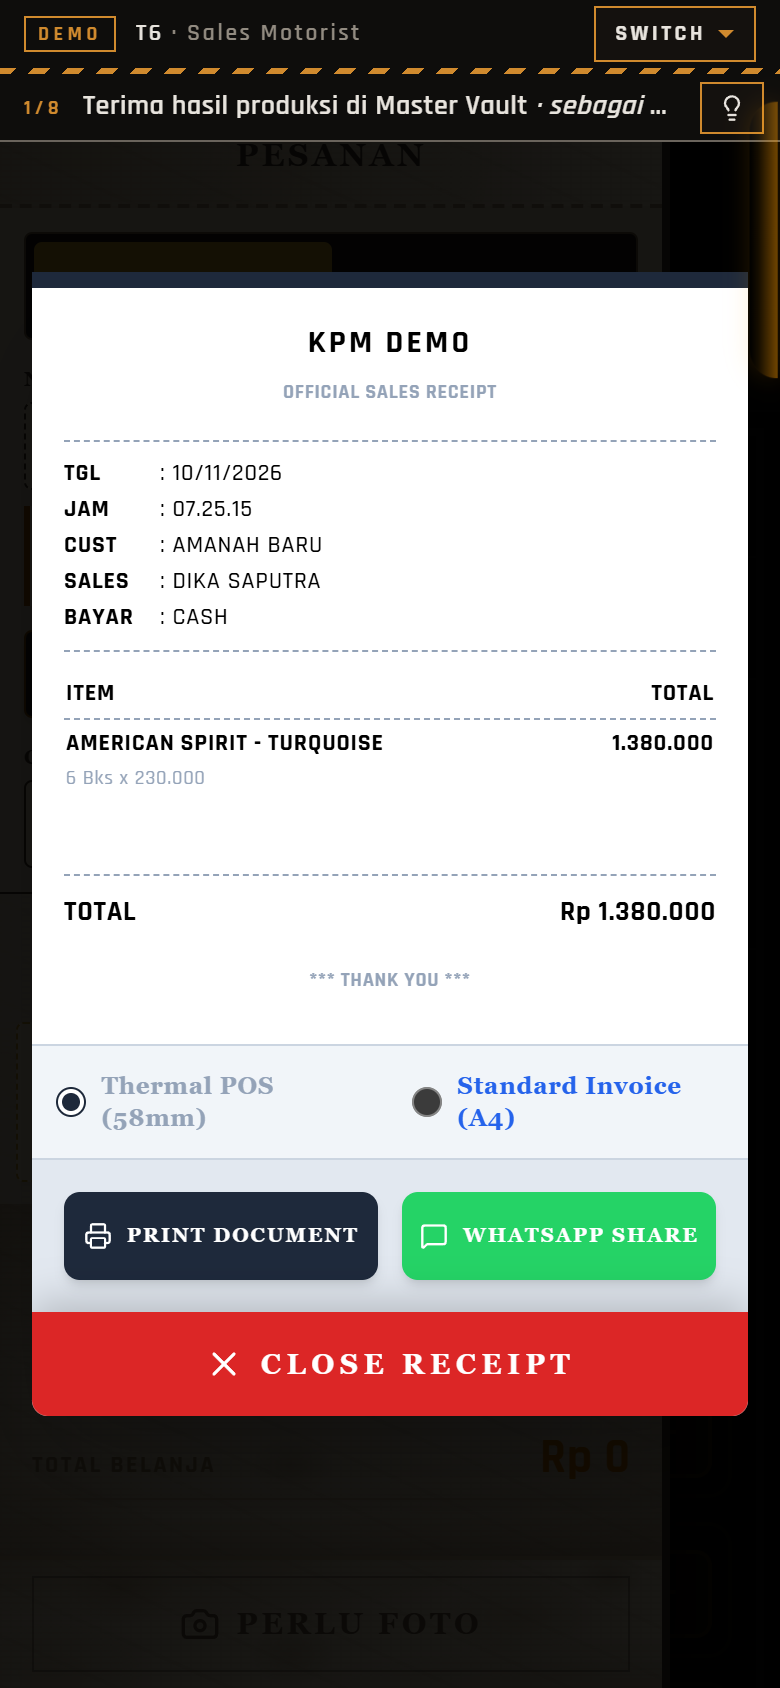 DEMO T6 · Sales Motorist SWITCH
1/8 Terima hasil produksi di Master Vault · sebagai ...
PESANAN
KPM DEMO
OFFICIAL SALES RECEIPT
TGL : 10/11/2026
JAM : 07.25.15
CUST : AMANAH BARU
SALES : DIKA SAPUTRA
BAYAR : CASH
ITEM TOTAL
AMERICAN SPIRIT - TURQUOISE 1.380.000
6 Bks x 230.000
TOTAL Rp 1.380.000
*** THANK YOU ***
Thermal POS (58mm)
Standard Invoice (A4)
PRINT DOCUMENT
WHATSAPP SHARE
CLOSE RECEIPT
TOTAL BELANJA Rp 0
PERLU FOTO